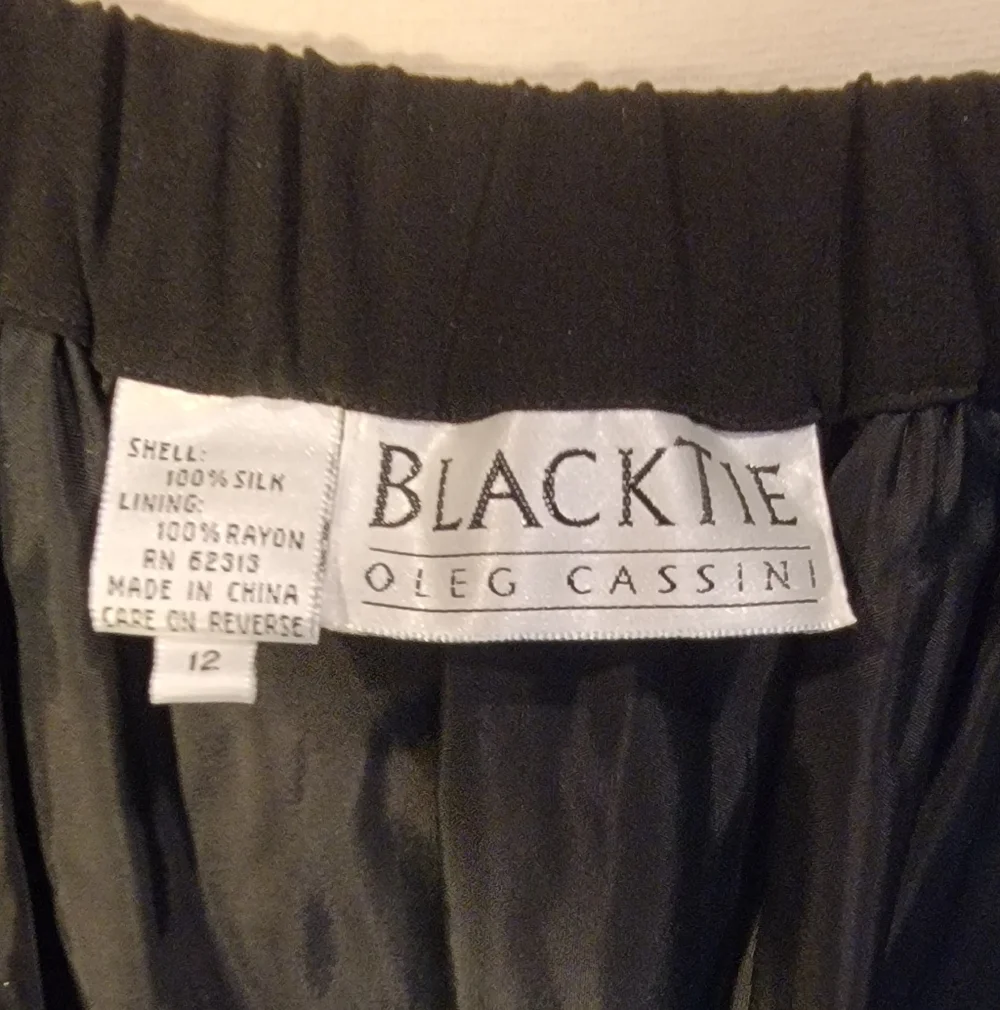 SHELL:
100% SILK
LINING:
100% RAYON
RN 62313
MADE IN CHINA
CARE ON REVERSE
12
BLACKTIE
OLEG CASSINI